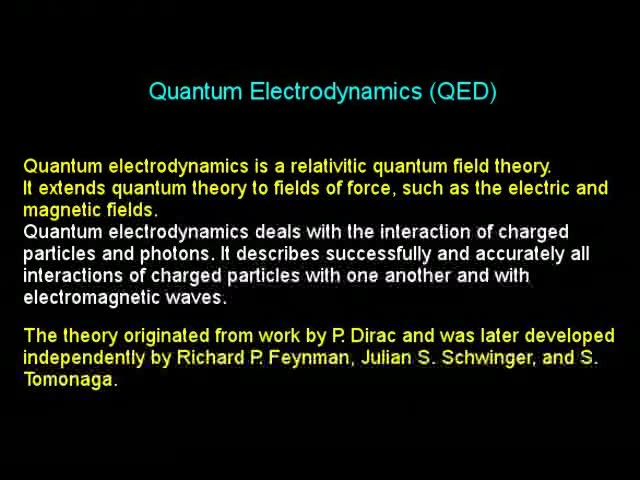 Quantum Electrodynamics (QED)
Quantum electrodynamics is a relativitic quantum field theory.
It extends quantum theory to fields of force, such as the electric and
magnetic fields.
Quantum electrodynamics deals with the interaction of charged
particles and photons. It describes successfully and accurately all
interactions of charged particles with one another and with
electromagnetic waves.
The theory originated from work by P. Dirac and was later developed
independently by Richard P. Feynman, Julian S. Schwinger, and S.
Tomonaga.